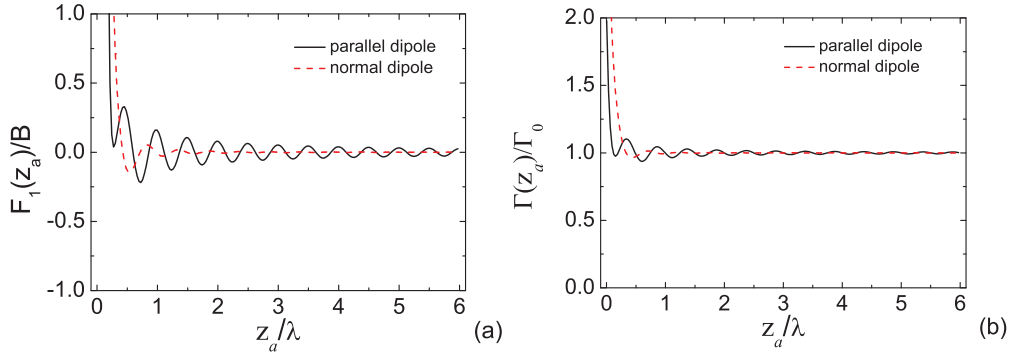 1.0
0.5
0.0
-0.5
-1.0
F₁(zₐ)/B
parallel dipole
normal dipole
0 1 2 3 4 5 6
zₐ/λ
(a)
2.0
1.5
1.0
0.5
0.0
Γ(zₐ)/Γ₀
parallel dipole
normal dipole
0 1 2 3 4 5 6
zₐ/λ
(b)